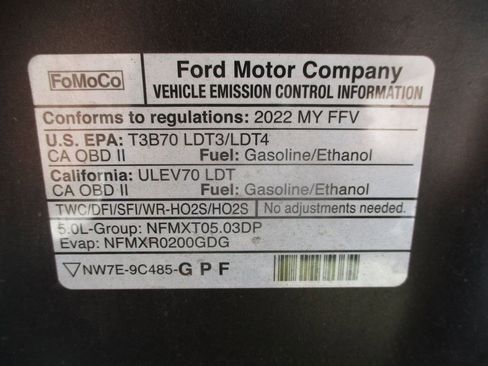 FoMoCo
Ford Motor Company
VEHICLE EMISSION CONTROL INFORMATION
Conforms to regulations: 2022 MY FFV
U.S. EPA: T3B70 LDT3/LDT4
CA OBD II Fuel: Gasoline/Ethanol
California: ULEV70 LDT
CA OBD II Fuel: Gasoline/Ethanol
TWC/DFI/SFI/WR-HO2S/HO2S No adjustments needed.
5.0L-Group: NFMXT05.03DP
Evap: NFMXR0200GDG
▽NW7E-9C485-G P F